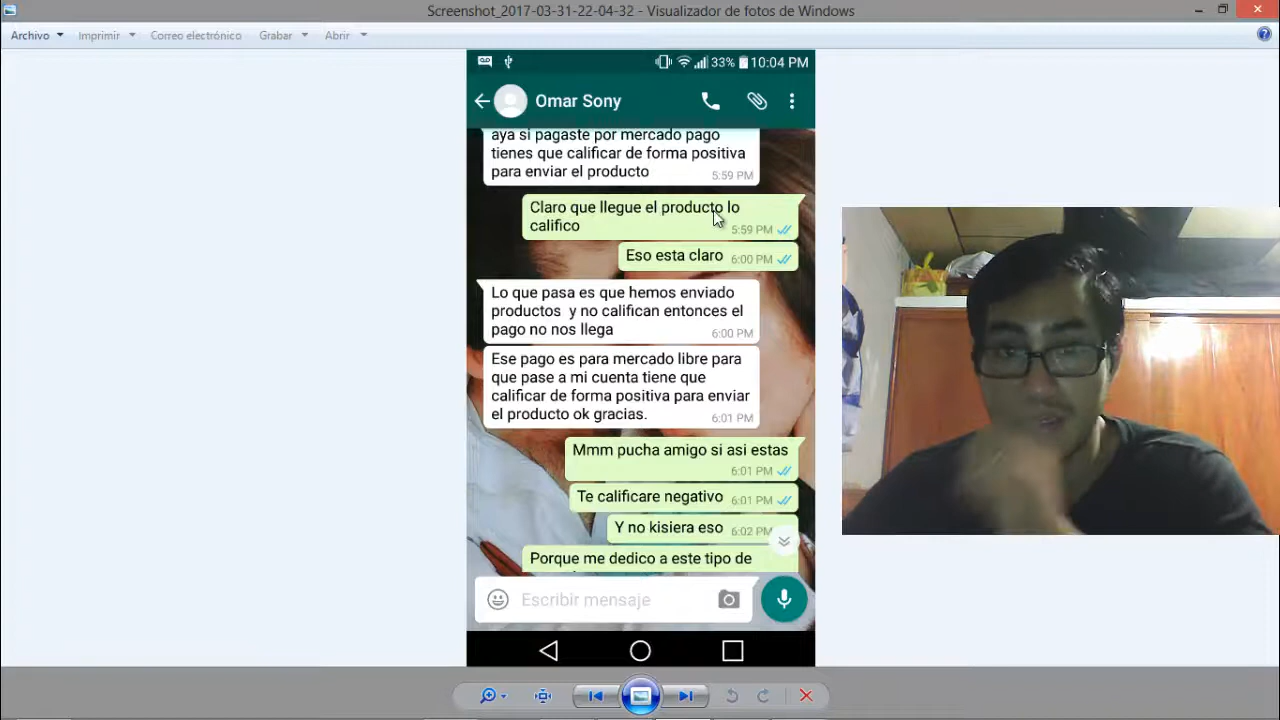 Screenshot_2017-03-31-22-04-32 - Visualizador de fotos de Windows
Archivo Imprimir Correo electrónico Grabar Abrir
33% 10:04 PM
Omar Sony
aya si pagaste por mercado pago
tienes que calificar de forma positiva
para enviar el producto
5:59 PM
Claro que llegue el producto lo
califico
5:59 PM
Eso esta claro 6:00 PM
Lo que pasa es que hemos enviado
productos y no califican entonces el
pago no nos llega
6:00 PM
Ese pago es para mercado libre para
que pase a mi cuenta tiene que
calificar de forma positiva para enviar
el producto ok gracias.
6:01 PM
Mmm pucha amigo si asi estas
6:01 PM
Te calificare negativo 6:01 PM
Y no kisiera eso 6:02 PM
Porque me dedico a este tipo de
Escribir mensaje